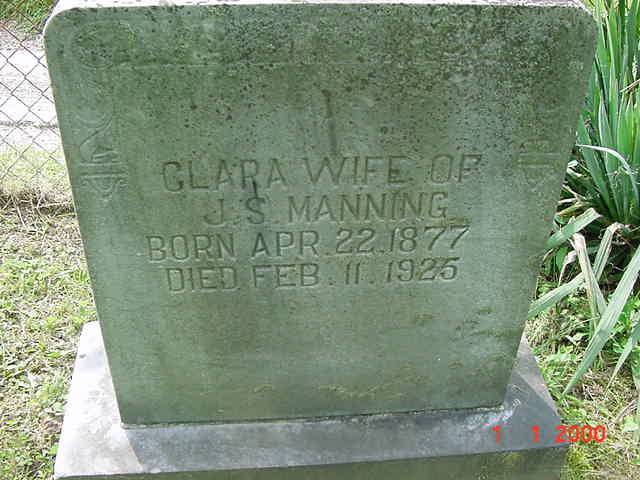 CLARA WIFE OF
J.S. MANNING
BORN APR. 22. 1877
DIED FEB. 11. 1925
1 1 2000